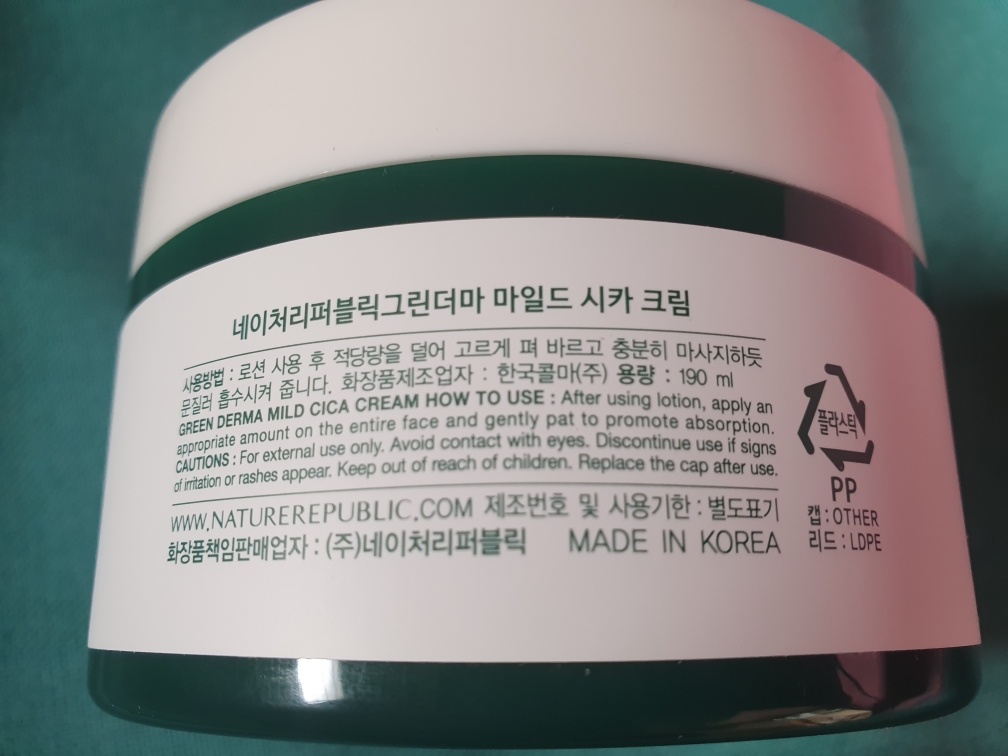 네이처리퍼블릭그린더마 마일드 시카 크림
사용방법 : 로션 사용 후 적당량을 덜어 고르게 펴 바르고 충분히 마사지하듯
문질러 흡수시켜 줍니다. 화장품제조업자 : 한국콜마(주) 용량 : 190 ml
GREEN DERMA MILD CICA CREAM HOW TO USE : After using lotion, apply an
appropriate amount on the entire face and gently pat to promote absorption.
CAUTIONS : For external use only. Avoid contact with eyes. Discontinue use if signs
of irritation or rashes appear. Keep out of reach of children. Replace the cap after use.
WWW.NATUREREPUBLIC.COM 제조번호 및 사용기한 : 별도표기
화장품책임판매업자 : (주)네이처리퍼블릭 MADE IN KOREA
플라스틱
PP
캡 : OTHER
리드 : LDPE